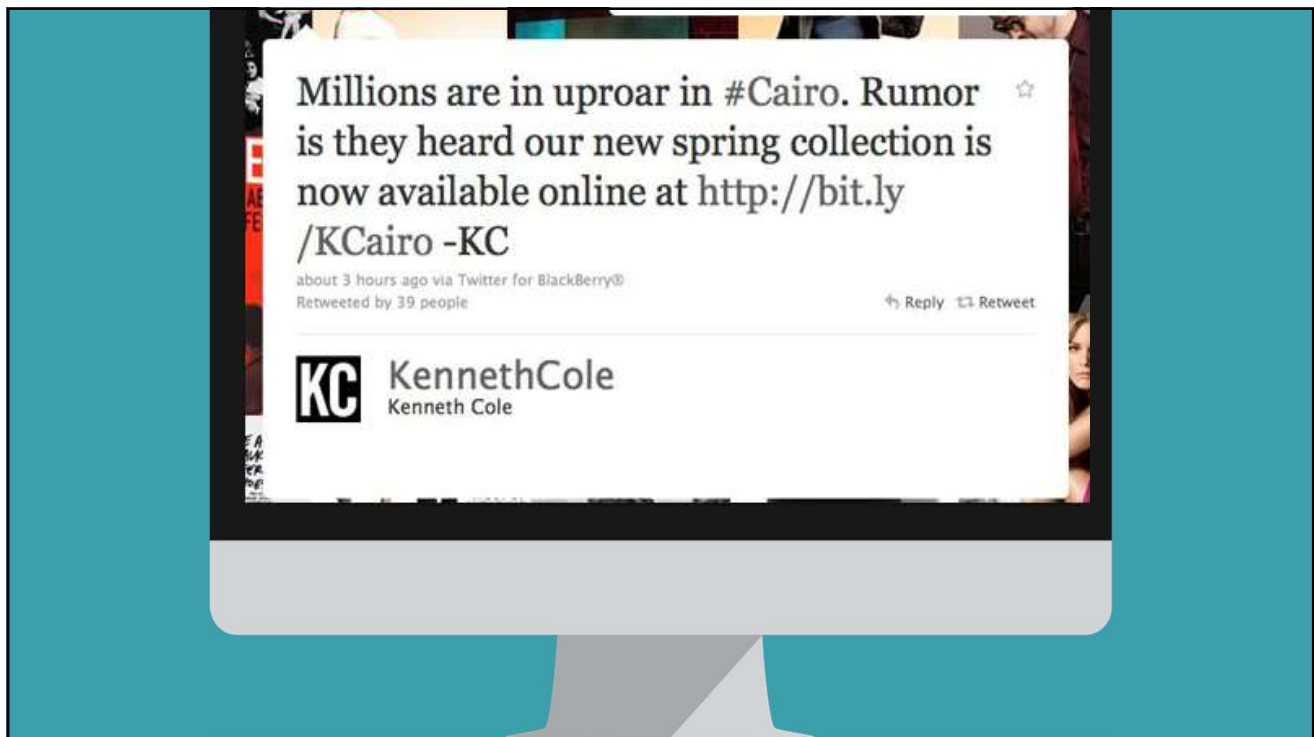 Millions are in uproar in #Cairo. Rumor
is they heard our new spring collection is
now available online at http://bit.ly
/KCairo -KC
about 3 hours ago via Twitter for BlackBerry®
Retweeted by 39 people
Reply Retweet
KC
KennethCole
Kenneth Cole